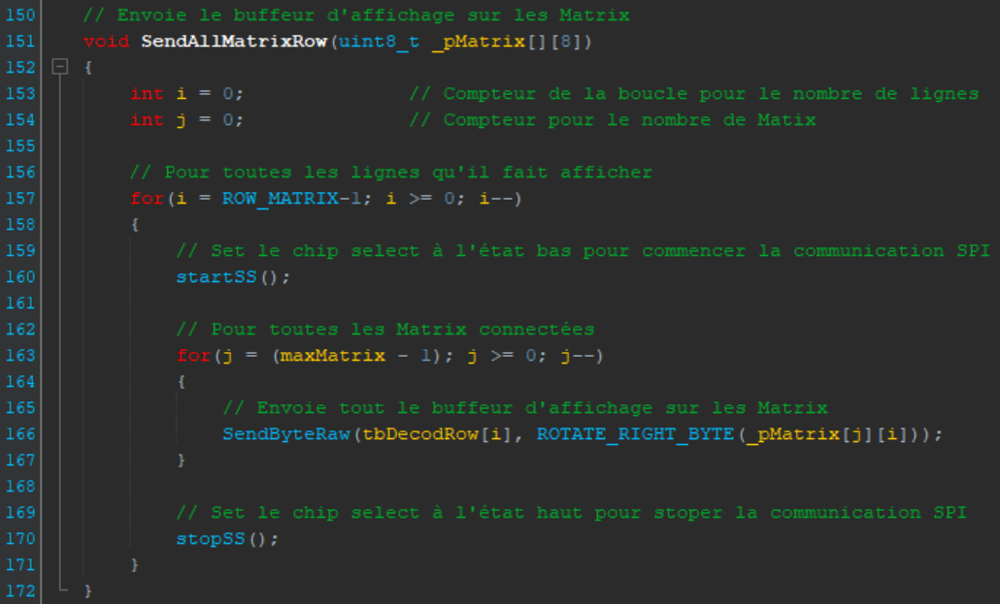 150 // Envoie le buffeur d'affichage sur les Matrix
151 void SendAllMatrixRow(uint8_t _pMatrix[][8])
152 {
153 int i = 0; // Compteur de la boucle pour le nombre de lignes
154 int j = 0; // Compteur pour le nombre de Matix
155
156 // Pour toutes les lignes qu'il fait afficher
157 for(i = ROW_MATRIX-1; i >= 0; i--)
158 {
159 // Set le chip select à l'état bas pour commencer la communication SPI
160 startSS();
161
162 // Pour toutes les Matrix connectées
163 for(j = (maxMatrix - 1); j >= 0; j--)
164 {
165 // Envoie tout le buffeur d'affichage sur les Matrix
166 SendByteRaw(tbDecodRow[i], ROTATE_RIGHT_BYTE(_pMatrix[j][i]));
167 }
168
169 // Set le chip select à l'état haut pour stoper la communication SPI
170 stopSS();
171 }
172 }